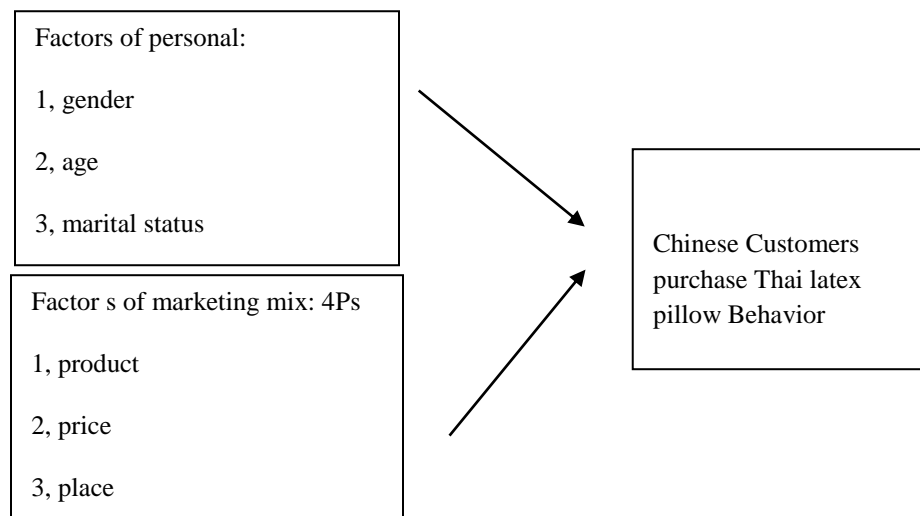 Factors of personal:
1, gender
2, age
3, marital status
Factor s of marketing mix: 4Ps
1, product
2, price
3, place
Chinese Customers
purchase Thai latex
pillow Behavior